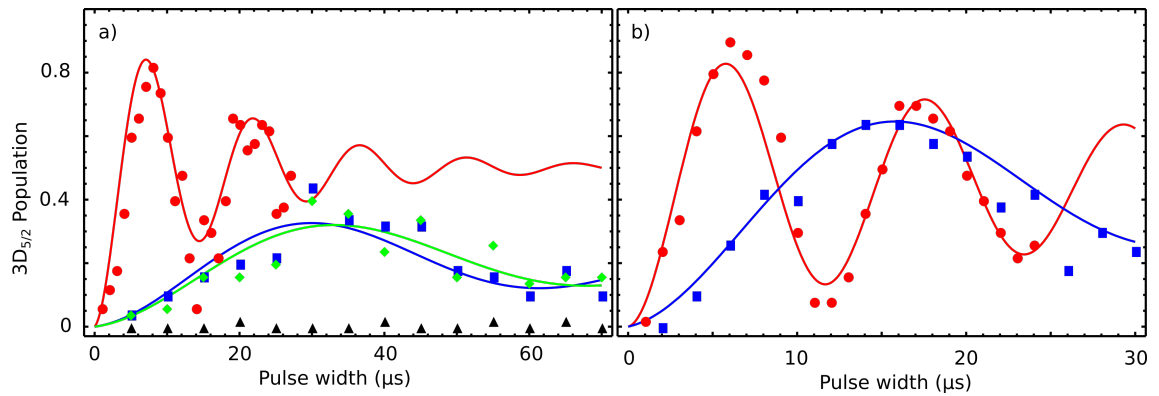 a)
b)
3D5/2 Population
0.8
0.4
0
0 20 40 60
0 10 20 30
Pulse width (μs)
Pulse width (μs)